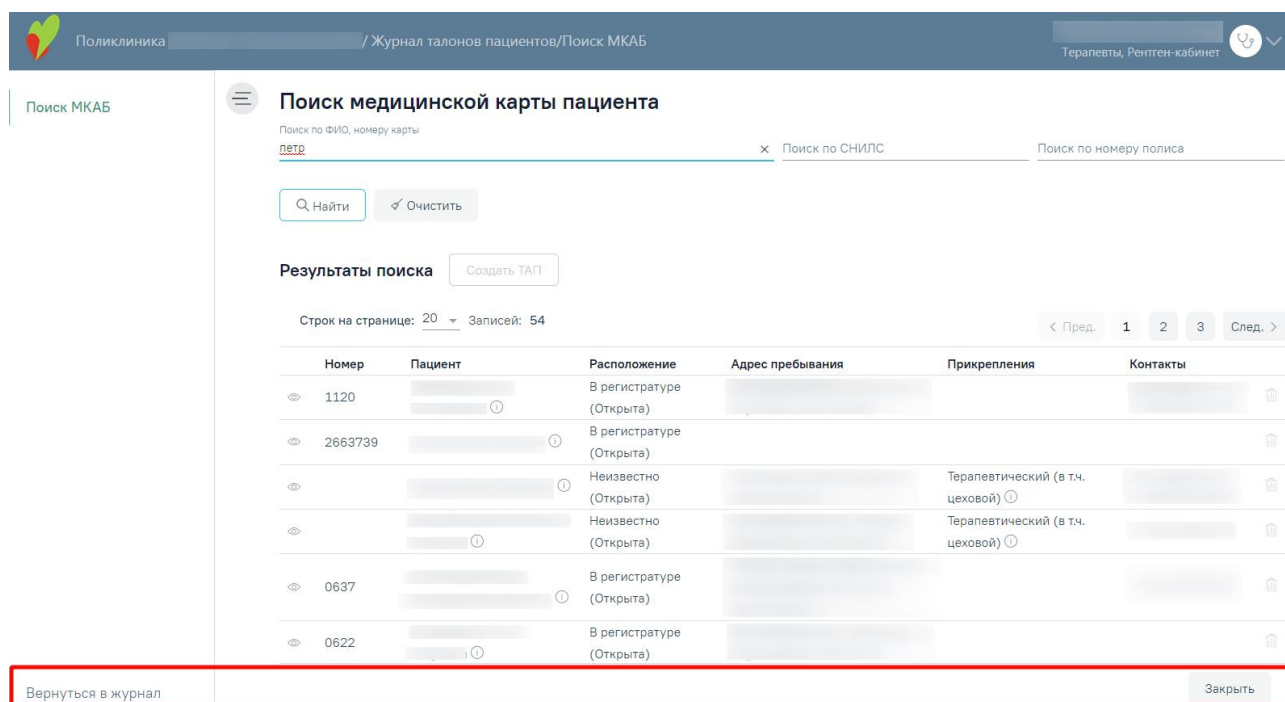 Поликлиника / Журнал талонов пациентов/Поиск МКАБ
Терапевты, Рентген-кабинет
Поиск МКАБ
Поиск медицинской карты пациента
Поиск по ФИО, номеру карты
петр
Поиск по СНИЛС
Поиск по номеру полиса
Найти Очистить
Результаты поиска Создать ТАП
Строк на странице: 20 Записей: 54
< Пред. 1 2 3 След. >
Номер Пациент Расположение Адрес пребывания Прикрепления Контакты
1120 В регистратуре
(Открыта)
2663739 В регистратуре
(Открыта)
Неизвестно Терапевтический (в т.ч.
(Открыта) цеховой)
Неизвестно Терапевтический (в т.ч.
(Открыта) цеховой)
0637 В регистратуре
(Открыта)
0622 В регистратуре
(Открыта)
Вернуться в журнал Закрыть